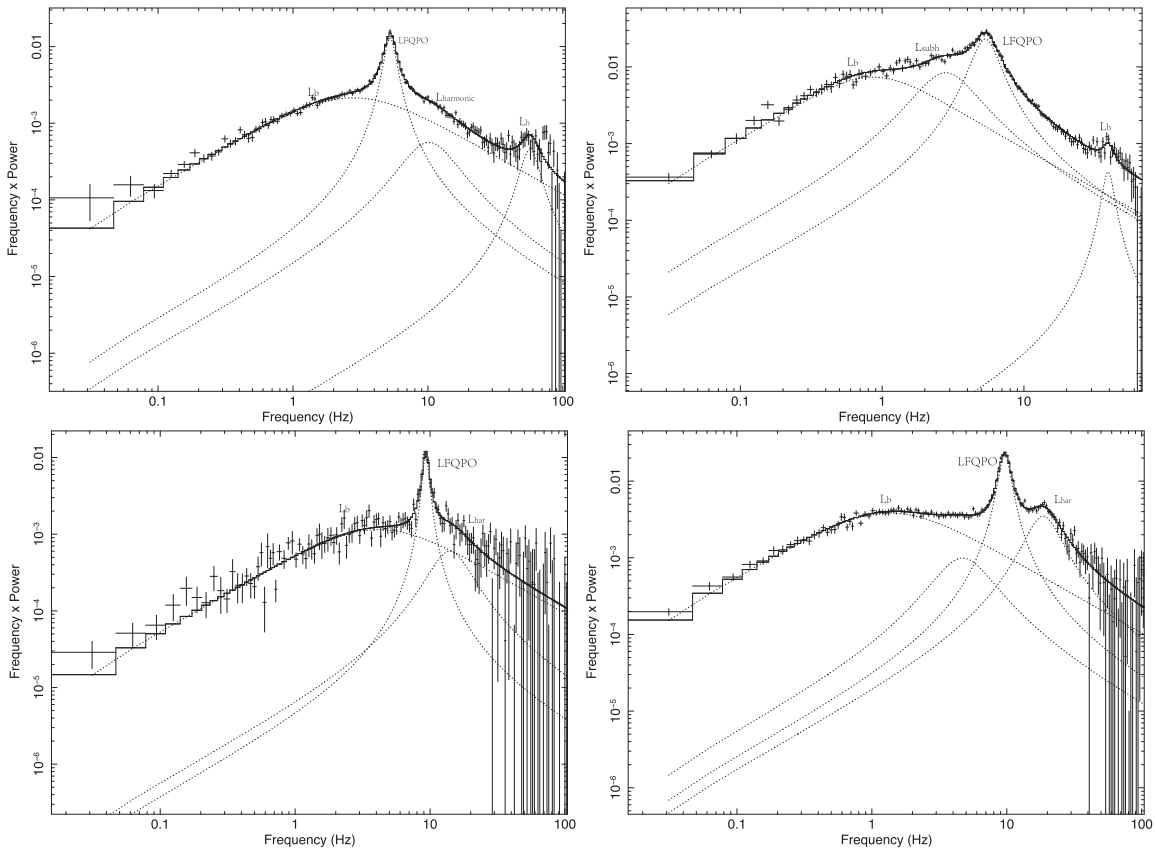 LFQPO
Lb
Lharmonic
Lh
0.01
10−3
10−4
10−5
10−6
Frequency x Power
0.1 1 10 100
Frequency (Hz)
LFQPO
Lsubh
Lb
Lb
0.01
10−3
10−4
10−5
10−6
Frequency x Power
0.1 1 10
Frequency (Hz)
LFQPO
Lb
Lhar
0.01
10−3
10−4
10−5
10−6
Frequency x Power
0.1 1 10 100
Frequency (Hz)
LFQPO
Lb
Lhar
0.01
10−3
10−4
10−5
10−6
Frequency x Power
0.1 1 10 100
Frequency (Hz)